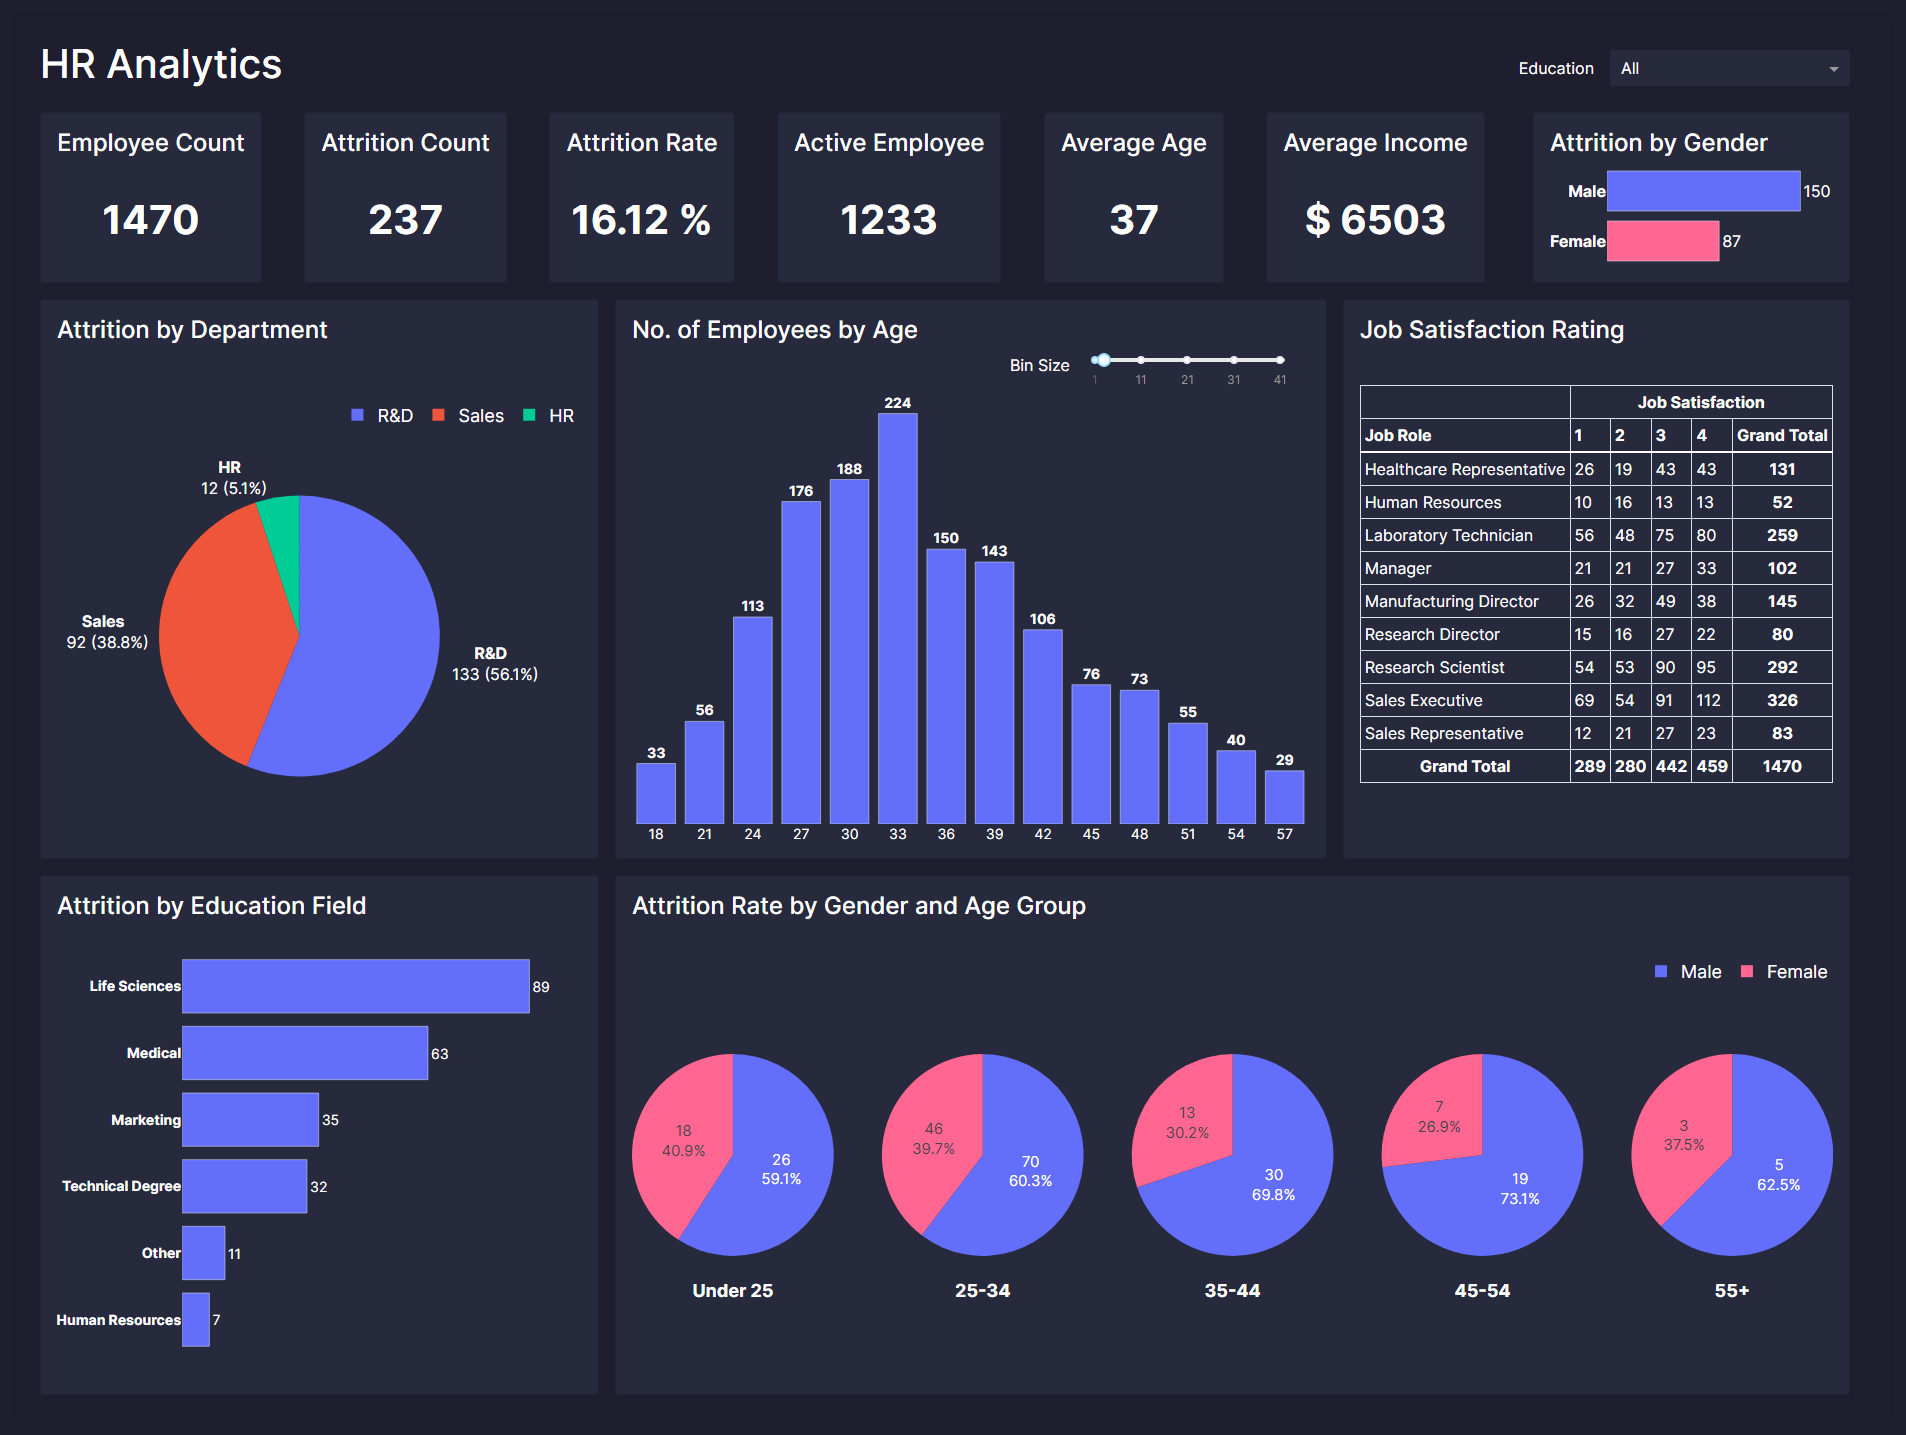 HR Analytics
Education All
Employee Count
1470
Attrition Count
237
Attrition Rate
16.12 %
Active Employee
1233
Average Age
37
Average Income
$ 6503
Attrition by Gender
Male 150
Female 87
Attrition by Department
R&D Sales HR
HR
12 (5.1%)
Sales
92 (38.8%)
R&D
133 (56.1%)
No. of Employees by Age
Bin Size
1 11 21 31 41
33 56 113 176 188 224 150 143 106 76 73 55 40 29
18 21 24 27 30 33 36 39 42 45 48 51 54 57
Job Satisfaction Rating
Job Satisfaction
Job Role 1 2 3 4 Grand Total
Healthcare Representative 26 19 43 43 131
Human Resources 10 16 13 13 52
Laboratory Technician 56 48 75 80 259
Manager 21 21 27 33 102
Manufacturing Director 26 32 49 38 145
Research Director 15 16 27 22 80
Research Scientist 54 53 90 95 292
Sales Executive 69 54 91 112 326
Sales Representative 12 21 27 23 83
Grand Total 289 280 442 459 1470
Attrition by Education Field
Life Sciences 89
Medical 63
Marketing 35
Technical Degree 32
Other 11
Human Resources 7
Attrition Rate by Gender and Age Group
Male Female
18
40.9%
26
59.1%
Under 25
46
39.7%
70
60.3%
25-34
13
30.2%
30
69.8%
35-44
7
26.9%
19
73.1%
45-54
3
37.5%
5
62.5%
55+